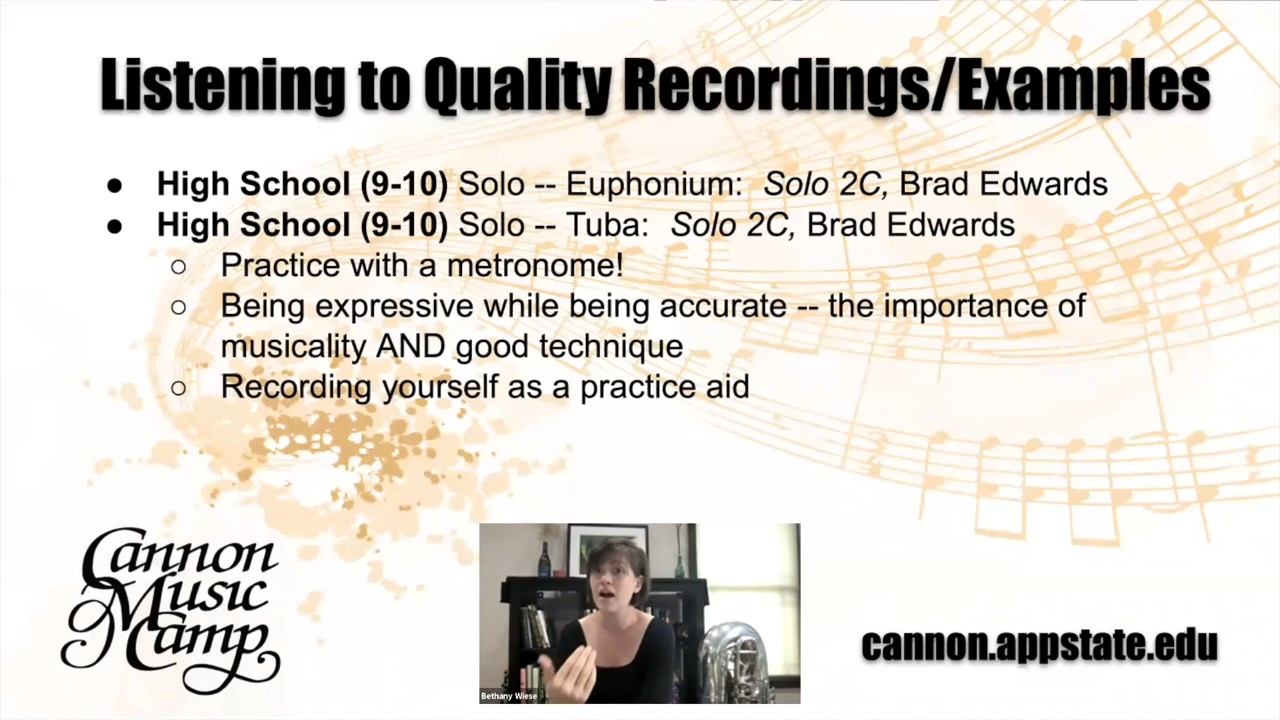 Listening to Quality Recordings/Examples
● High School (9-10) Solo -- Euphonium: Solo 2C, Brad Edwards
● High School (9-10) Solo -- Tuba: Solo 2C, Brad Edwards
○ Practice with a metronome!
○ Being expressive while being accurate -- the importance of
musicality AND good technique
○ Recording yourself as a practice aid
Cannon
Music
Camp
cannon.appstate.edu
Bethany Wiese